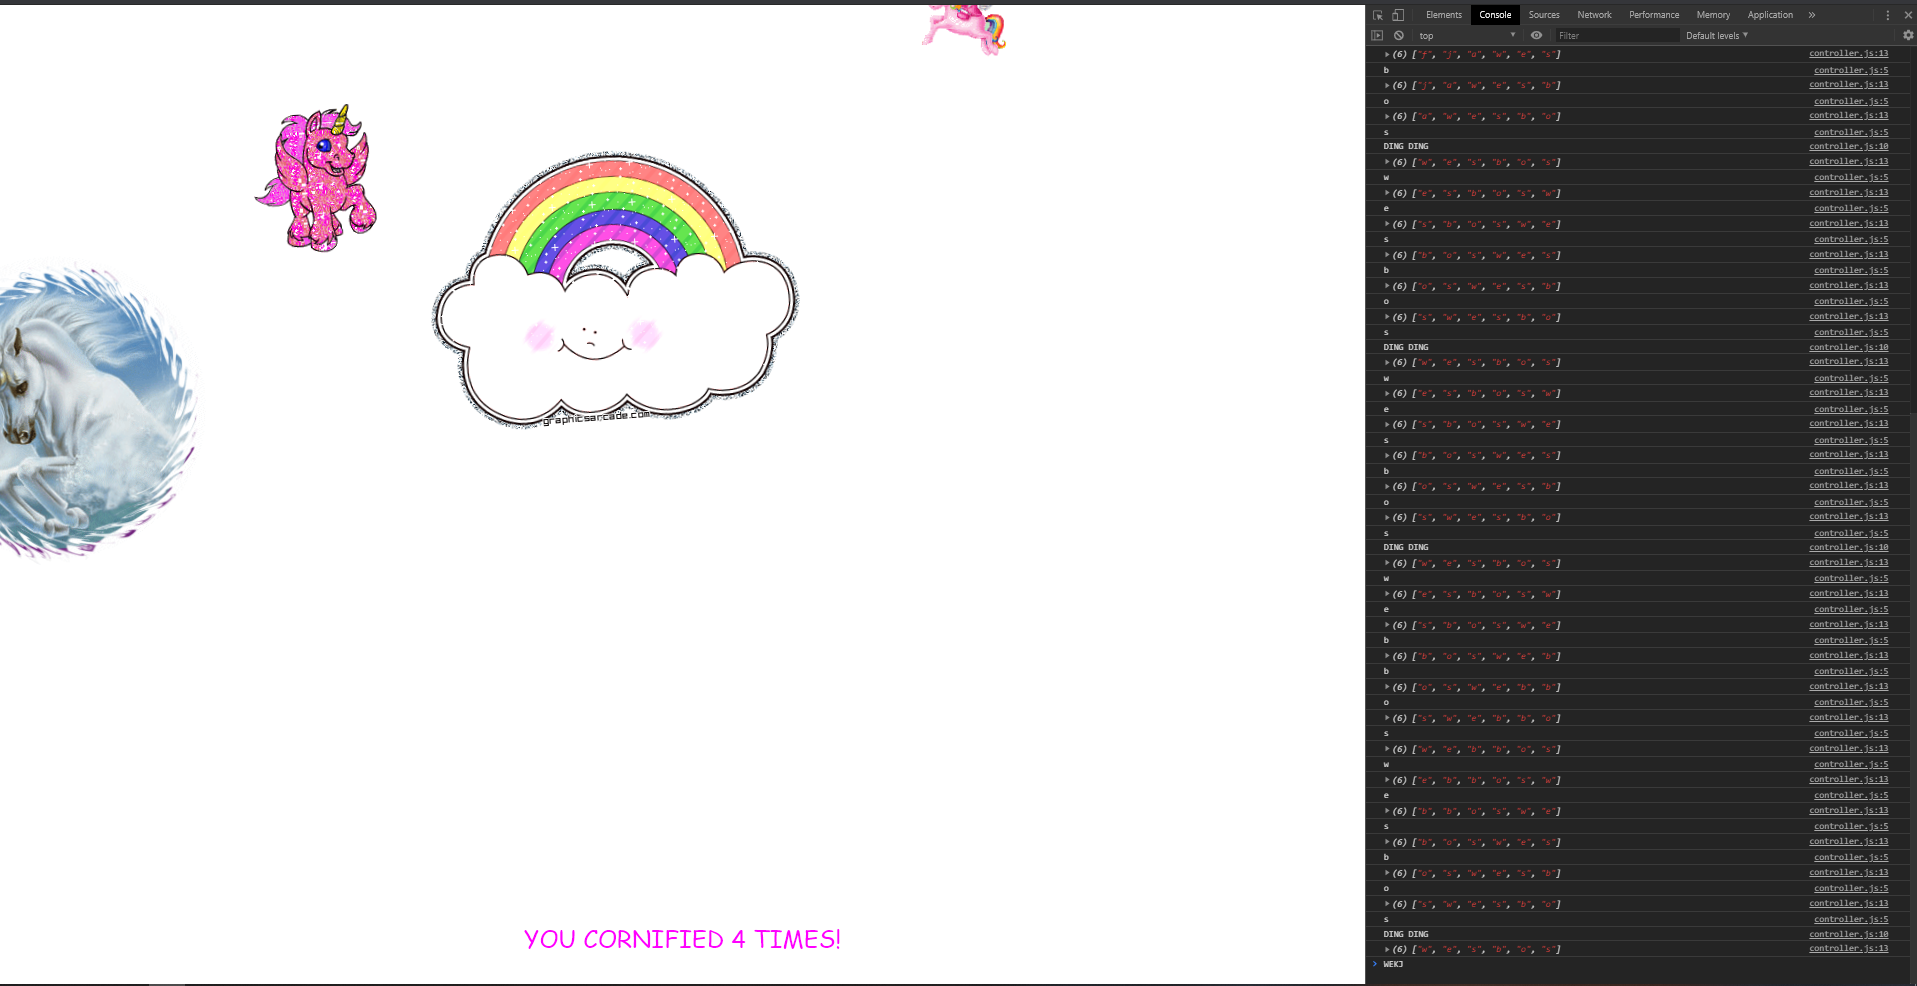 Elements Console Sources Network Performance Memory Application »
top Filter Default levels
(6) ["f", "j", "a", "w", "e", "s"] controller.js:13
b controller.js:5
(6) ["j", "a", "w", "e", "s", "b"] controller.js:13
o controller.js:5
(6) ["a", "w", "e", "s", "b", "o"] controller.js:13
s controller.js:5
DING DING controller.js:10
(6) ["w", "e", "s", "b", "o", "s"] controller.js:13
w controller.js:5
(6) ["e", "s", "b", "o", "s", "w"] controller.js:13
e controller.js:5
(6) ["s", "b", "o", "s", "w", "e"] controller.js:13
s controller.js:5
(6) ["b", "o", "s", "w", "e", "s"] controller.js:13
b controller.js:5
(6) ["o", "s", "w", "e", "s", "b"] controller.js:13
o controller.js:5
(6) ["s", "w", "e", "s", "b", "o"] controller.js:13
s controller.js:5
DING DING controller.js:10
(6) ["w", "e", "s", "b", "o", "s"] controller.js:13
w controller.js:5
(6) ["e", "s", "b", "o", "s", "w"] controller.js:13
e controller.js:5
(6) ["s", "b", "o", "s", "w", "e"] controller.js:13
s controller.js:5
(6) ["b", "o", "s", "w", "e", "s"] controller.js:13
b controller.js:5
(6) ["o", "s", "w", "e", "s", "b"] controller.js:13
o controller.js:5
(6) ["s", "w", "e", "s", "b", "o"] controller.js:13
s controller.js:5
DING DING controller.js:10
(6) ["w", "e", "s", "b", "o", "s"] controller.js:13
w controller.js:5
(6) ["e", "s", "b", "o", "s", "w"] controller.js:13
e controller.js:5
(6) ["s", "b", "o", "s", "w", "e"] controller.js:13
b controller.js:5
(6) ["b", "o", "s", "w", "e", "b"] controller.js:13
b controller.js:5
(6) ["o", "s", "w", "e", "b", "b"] controller.js:13
o controller.js:5
(6) ["s", "w", "e", "b", "b", "o"] controller.js:13
s controller.js:5
(6) ["w", "e", "b", "b", "o", "s"] controller.js:13
w controller.js:5
(6) ["e", "b", "b", "o", "s", "w"] controller.js:13
e controller.js:5
(6) ["b", "b", "o", "s", "w", "e"] controller.js:13
s controller.js:5
(6) ["b", "o", "s", "w", "e", "s"] controller.js:13
b controller.js:5
(6) ["o", "s", "w", "e", "s", "b"] controller.js:13
o controller.js:5
(6) ["s", "w", "e", "s", "b", "o"] controller.js:13
s controller.js:5
DING DING controller.js:10
(6) ["w", "e", "s", "b", "o", "s"] controller.js:13
WEKJ
graphicsarcade.com
YOU CORNIFIED 4 TIMES!